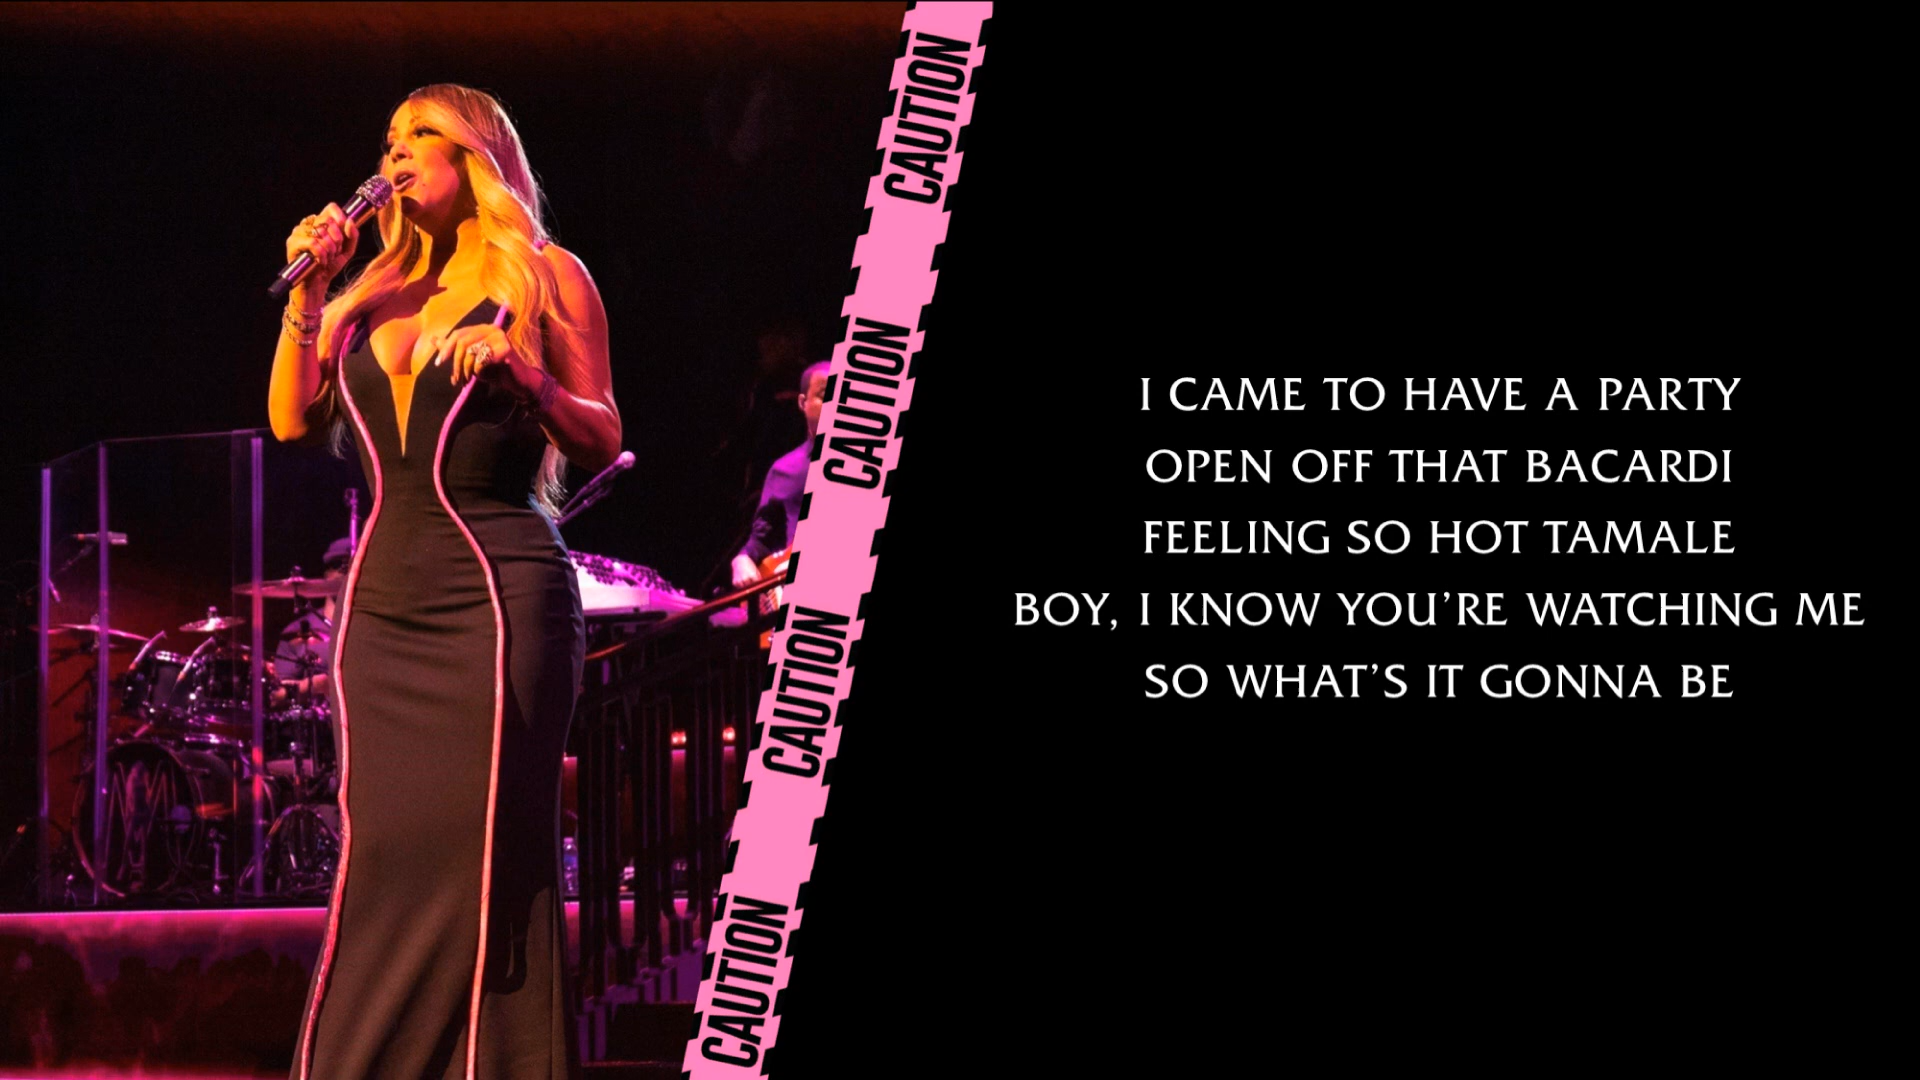 CAUTION
CAUTION
CAUTION
CAUTION
I CAME TO HAVE A PARTY
OPEN OFF THAT BACARDI
FEELING SO HOT TAMALE
BOY, I KNOW YOU’RE WATCHING ME
SO WHAT’S IT GONNA BE